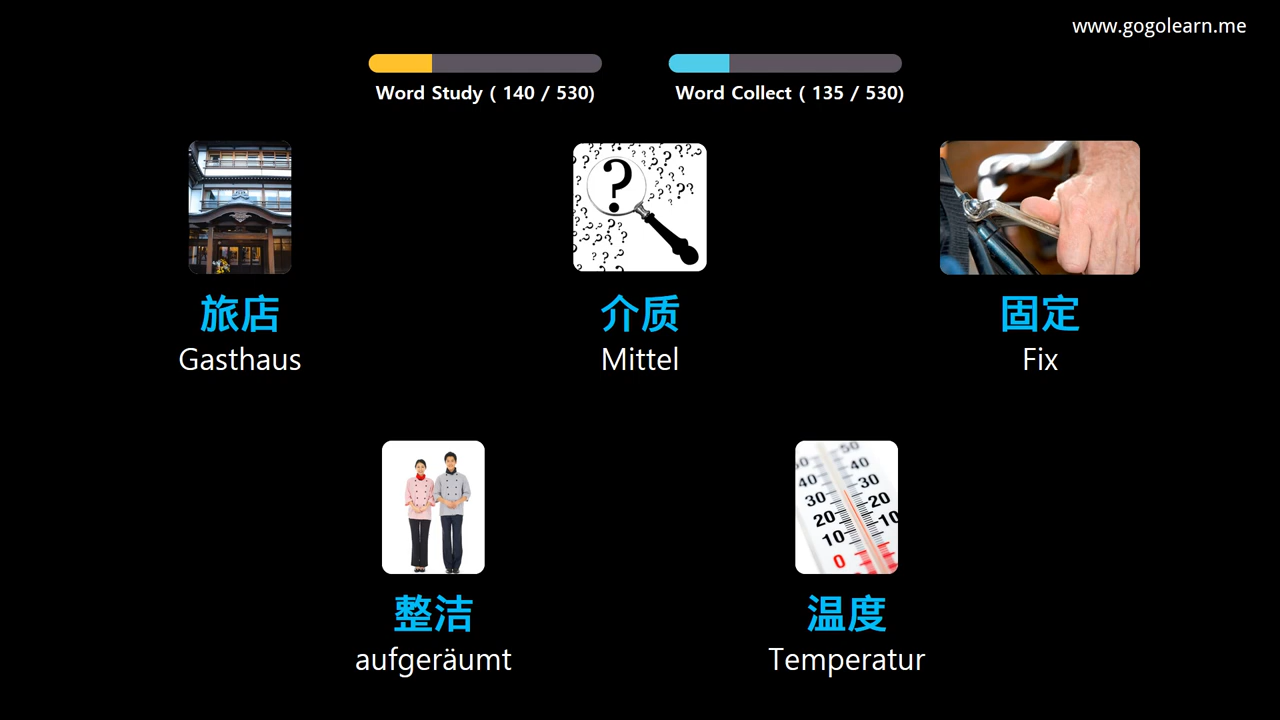 www.gogolearn.me
Word Study ( 140 / 530)
Word Collect ( 135 / 530)
旅店
Gasthaus
介质
Mittel
固定
Fix
整洁
aufgeräumt
温度
Temperatur